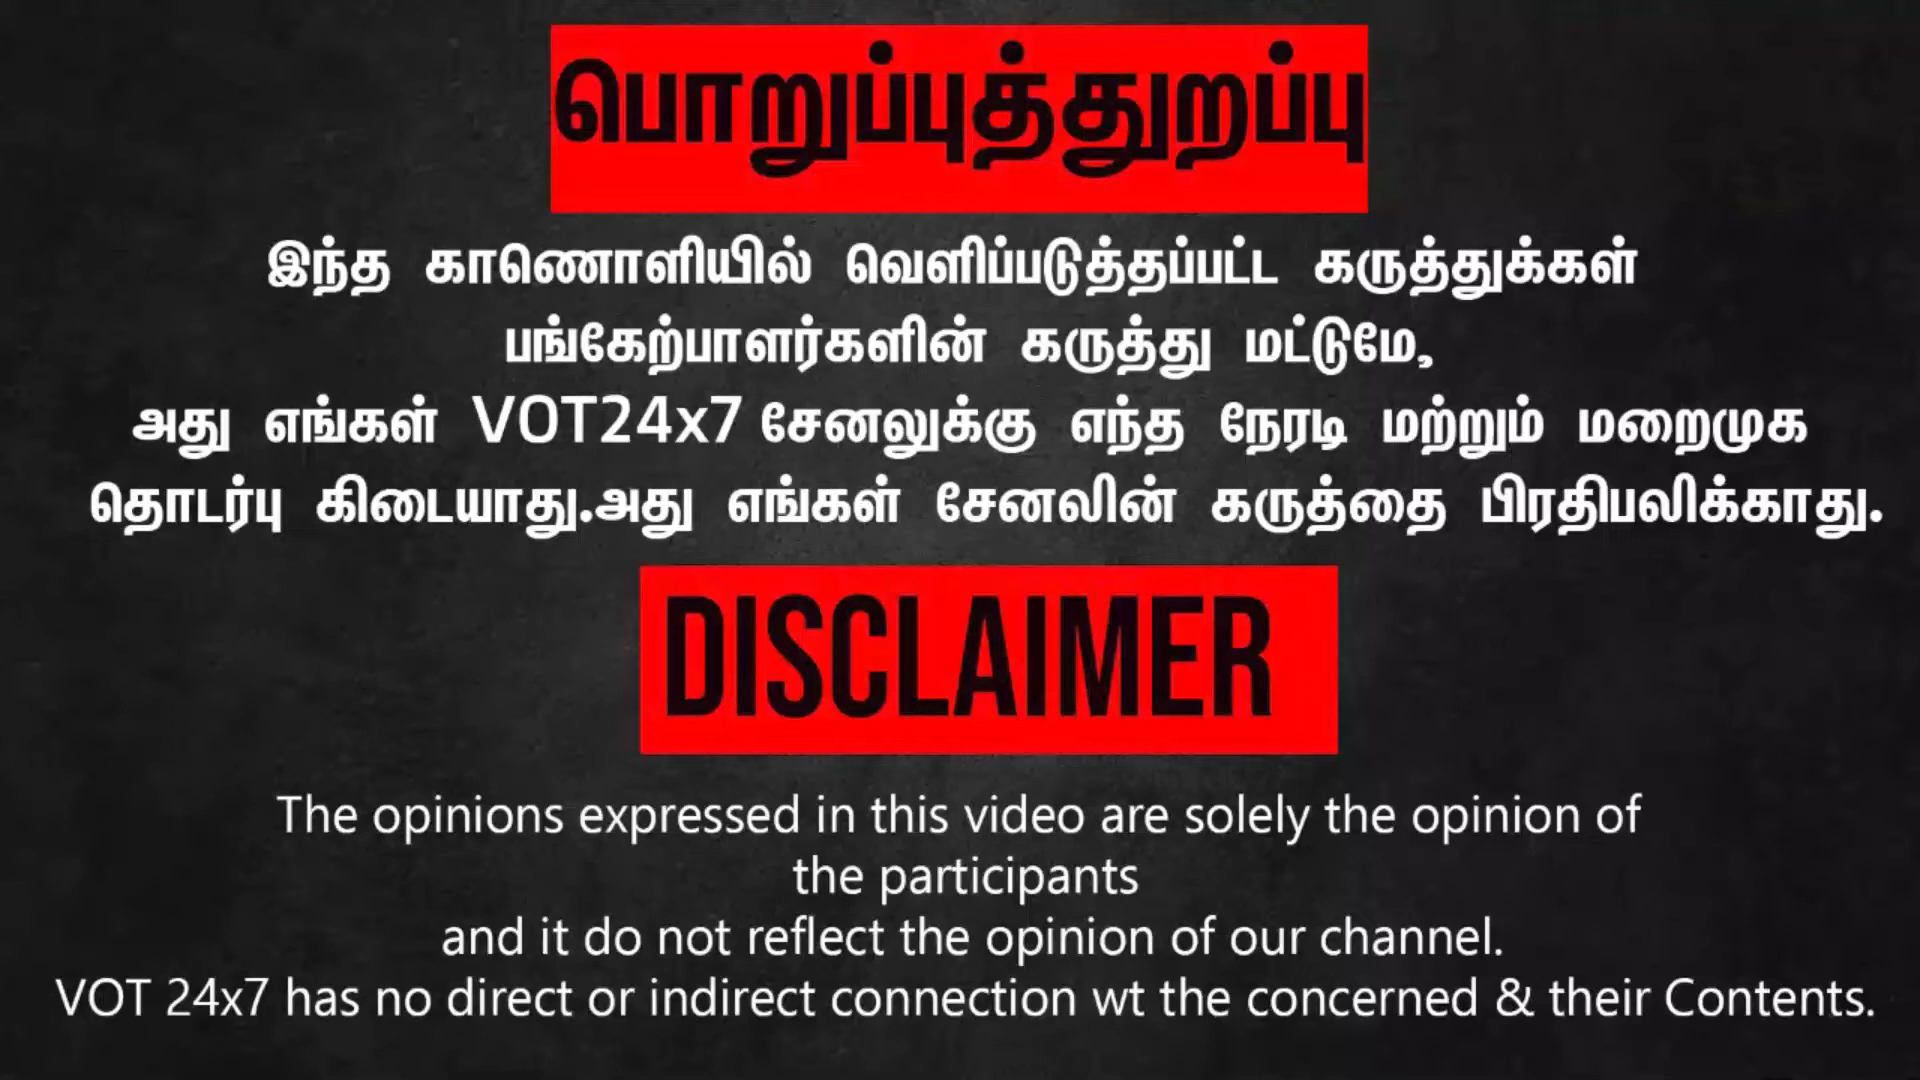 பொறுப்புத்துறப்பு
இந்த காணொளியில் வெளிப்படுத்தப்பட்ட கருத்துக்கள்
பங்கேற்பாளர்களின் கருத்து மட்டுமே,
அது எங்கள் VOT24x7 சேனலுக்கு எந்த நேரடி மற்றும் மறைமுக
தொடர்பு கிடையாது.அது எங்கள் சேனலின் கருத்தை பிரதிபலிக்காது.
DISCLAIMER
The opinions expressed in this video are solely the opinion of
the participants
and it do not reflect the opinion of our channel.
VOT 24x7 has no direct or indirect connection wt the concerned & their Contents.